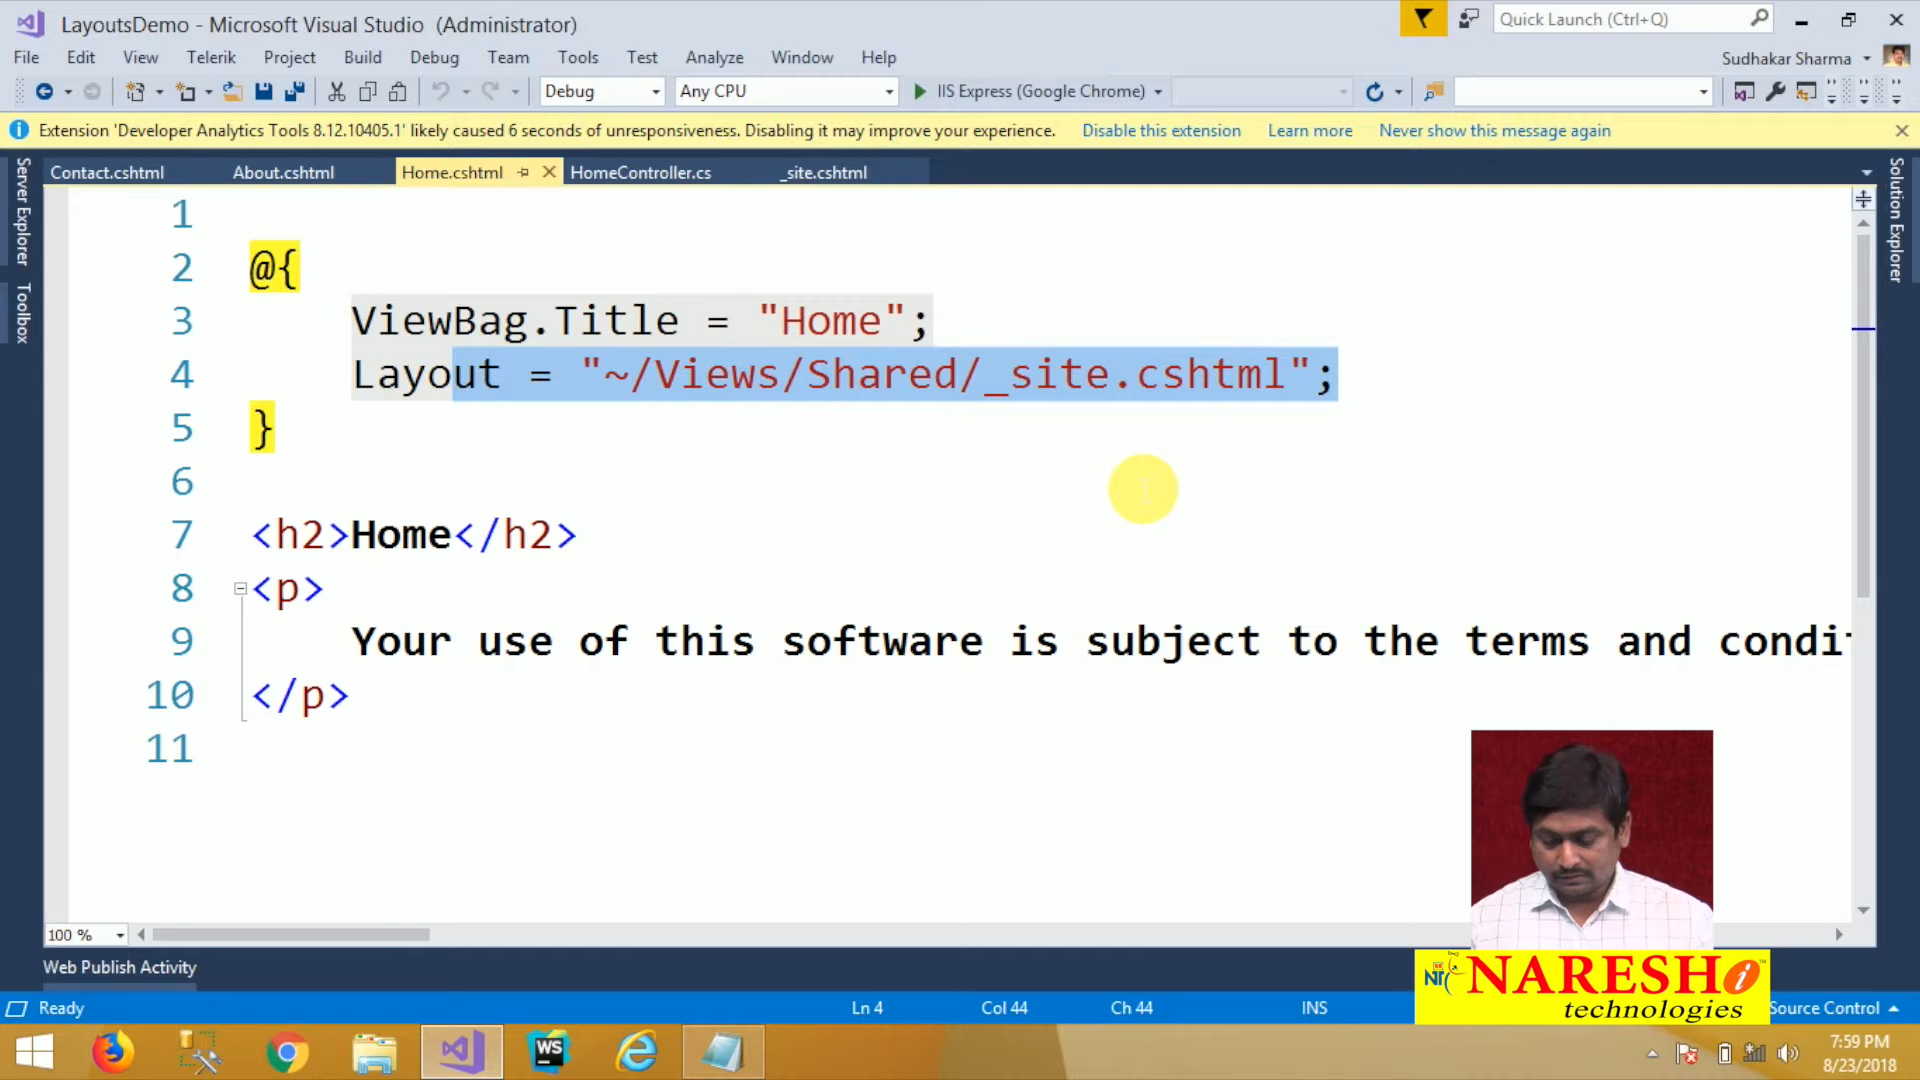 LayoutsDemo - Microsoft Visual Studio (Administrator)
Quick Launch (Ctrl+Q)
File Edit View Telerik Project Build Debug Team Tools Test Analyze Window Help
Sudhakar Sharma
Debug Any CPU IIS Express (Google Chrome)
Extension 'Developer Analytics Tools 8.12.10405.1' likely caused 6 seconds of unresponsiveness. Disabling it may improve your experience. Disable this extension Learn more Never show this message again
Server Explorer
Toolbox
Solution Explorer
Contact.cshtml About.cshtml Home.cshtml HomeController.cs _site.cshtml
1
2 @{
3 ViewBag.Title = "Home";
4 Layout = "~/Views/Shared/_site.cshtml";
5 }
6
7 <h2>Home</h2>
8 <p>
9 Your use of this software is subject to the terms and condit
10 </p>
11
100 %
Web Publish Activity
NARESHi
technologies
Ready Ln 4 Col 44 Ch 44 INS Source Control
WS
7:59 PM
8/23/2018